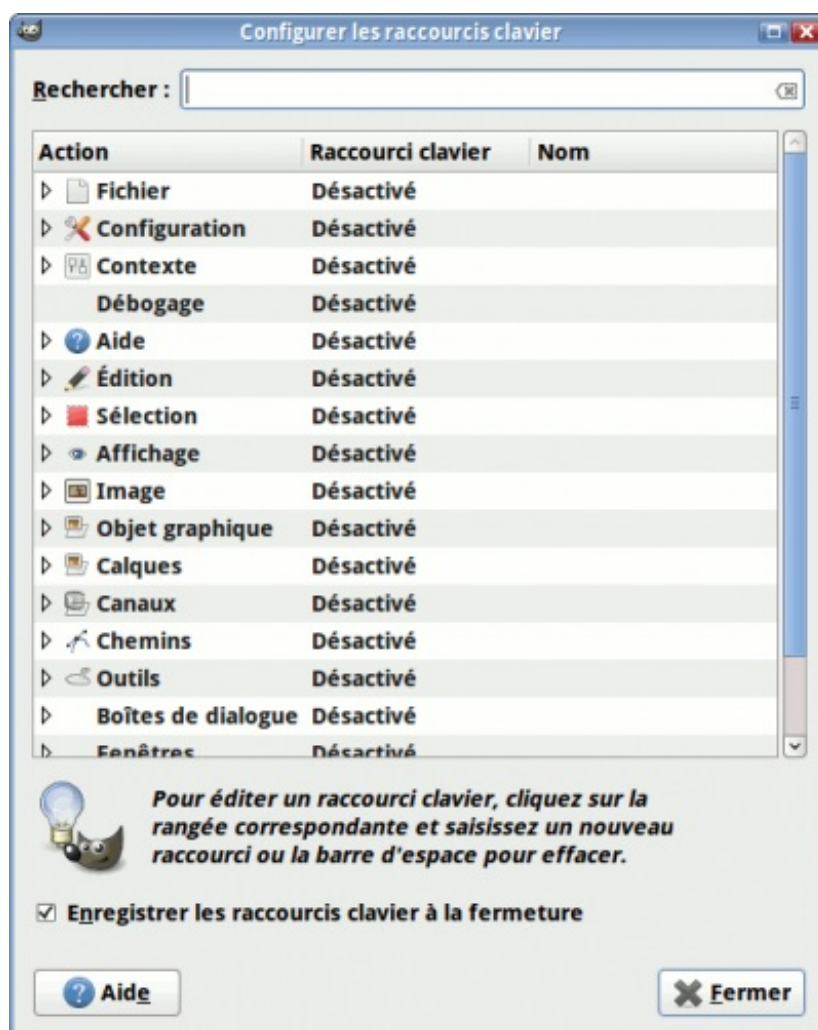 Configurer les raccourcis clavier
Rechercher :
Action Raccourci clavier Nom
Fichier Désactivé
Configuration Désactivé
Contexte Désactivé
Débogage Désactivé
Aide Désactivé
Édition Désactivé
Sélection Désactivé
Affichage Désactivé
Image Désactivé
Objet graphique Désactivé
Calques Désactivé
Canaux Désactivé
Chemins Désactivé
Outils Désactivé
Boîtes de dialogue Désactivé
Fenêtres Désactivé
Pour éditer un raccourci clavier, cliquez sur la
rangée correspondante et saisissez un nouveau
raccourci ou la barre d'espace pour effacer.
Enregistrer les raccourcis clavier à la fermeture
Aide Fermer